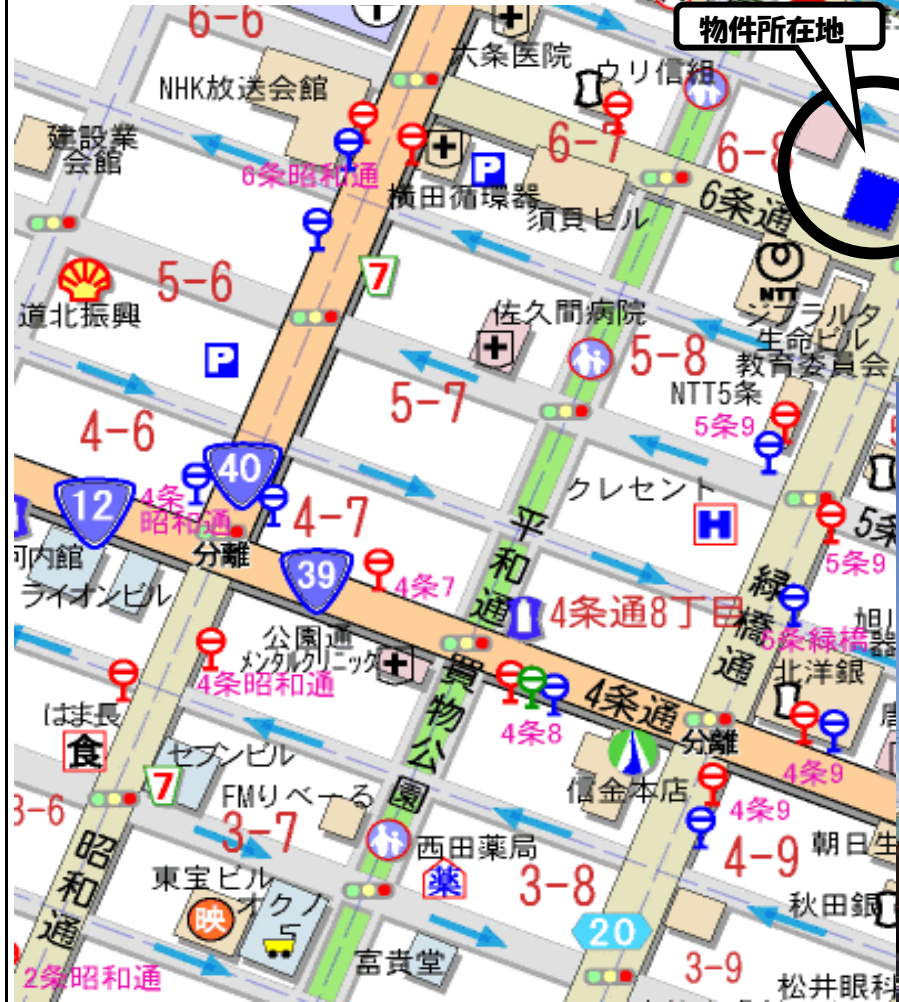 6-6
物件所在地
六条医院
ウリ信組
NHK放送会館
建設業
会館
6-7
6-8
6条昭和通
P
横田循環器
須貝ビル
6条通
5-6
7
NTT
道北振興
佐久間病院
ジブラルタ
生命ビル
P
5-8
教育委員会
5-7
NTT5条
5条9
4-6
40
クレセント
12
4条
昭和通
4-7
H
5条
分離
平和通
河内館
39
5条9
ライオンビル
4条7
緑橋通
4条通8丁目
公園通
メンタルクリニック
5条緑橋
北洋銀
4条昭和通
買物公園
4条通
はま長
4条8
分離
食
セブンビル
4条9
7
信金本店
3-6
FMりべーる
4条9
3-7
西田薬局
4-9
朝日生
昭和通
東宝ビル
薬
3-8
オクノ
秋田銀
映
20
富貴堂
3-9
2条昭和通
松井眼科